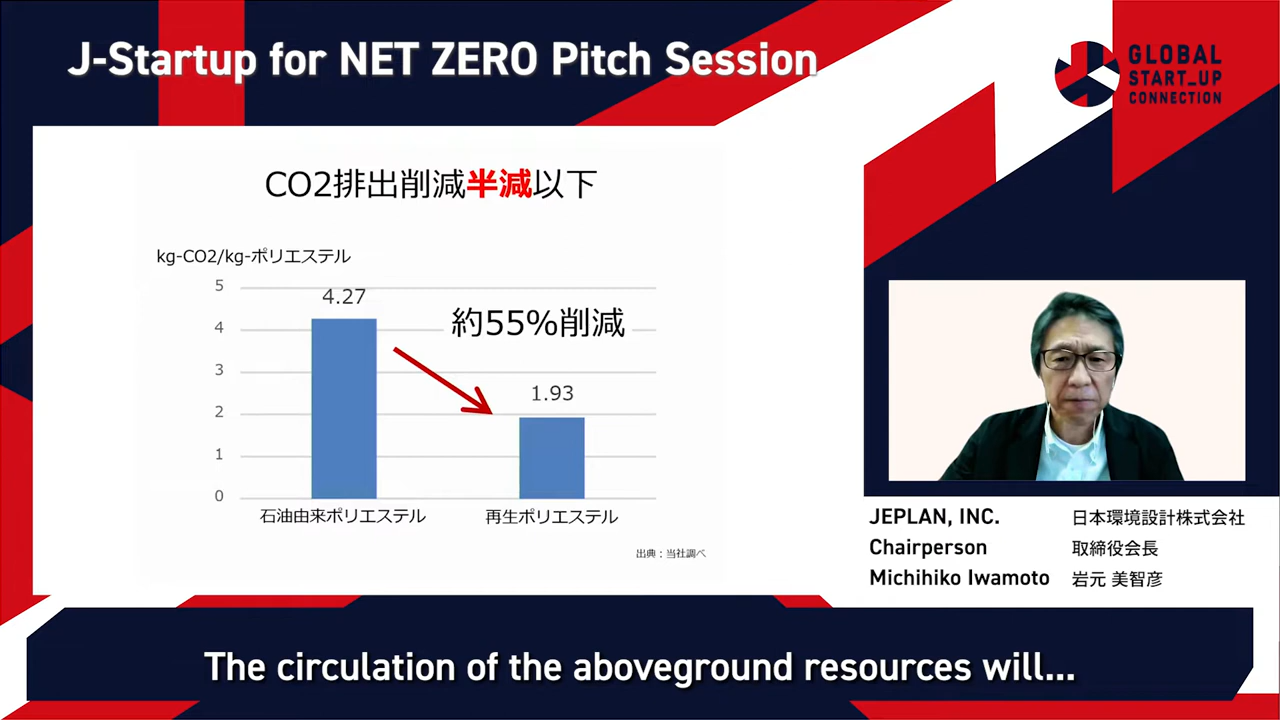 J-Startup for NET ZERO Pitch Session
GLOBAL
START_UP
CONNECTION
CO2排出削減半減以下
kg-CO2/kg-ポリエステル
5
4
3
2
1
0
4.27
約55%削減
1.93
石油由来ポリエステル
再生ポリエステル
出典：当社調べ
JEPLAN, INC. 日本環境設計株式会社
Chairperson 取締役会長
Michihiko Iwamoto 岩元 美智彦
The circulation of the aboveground resources will...